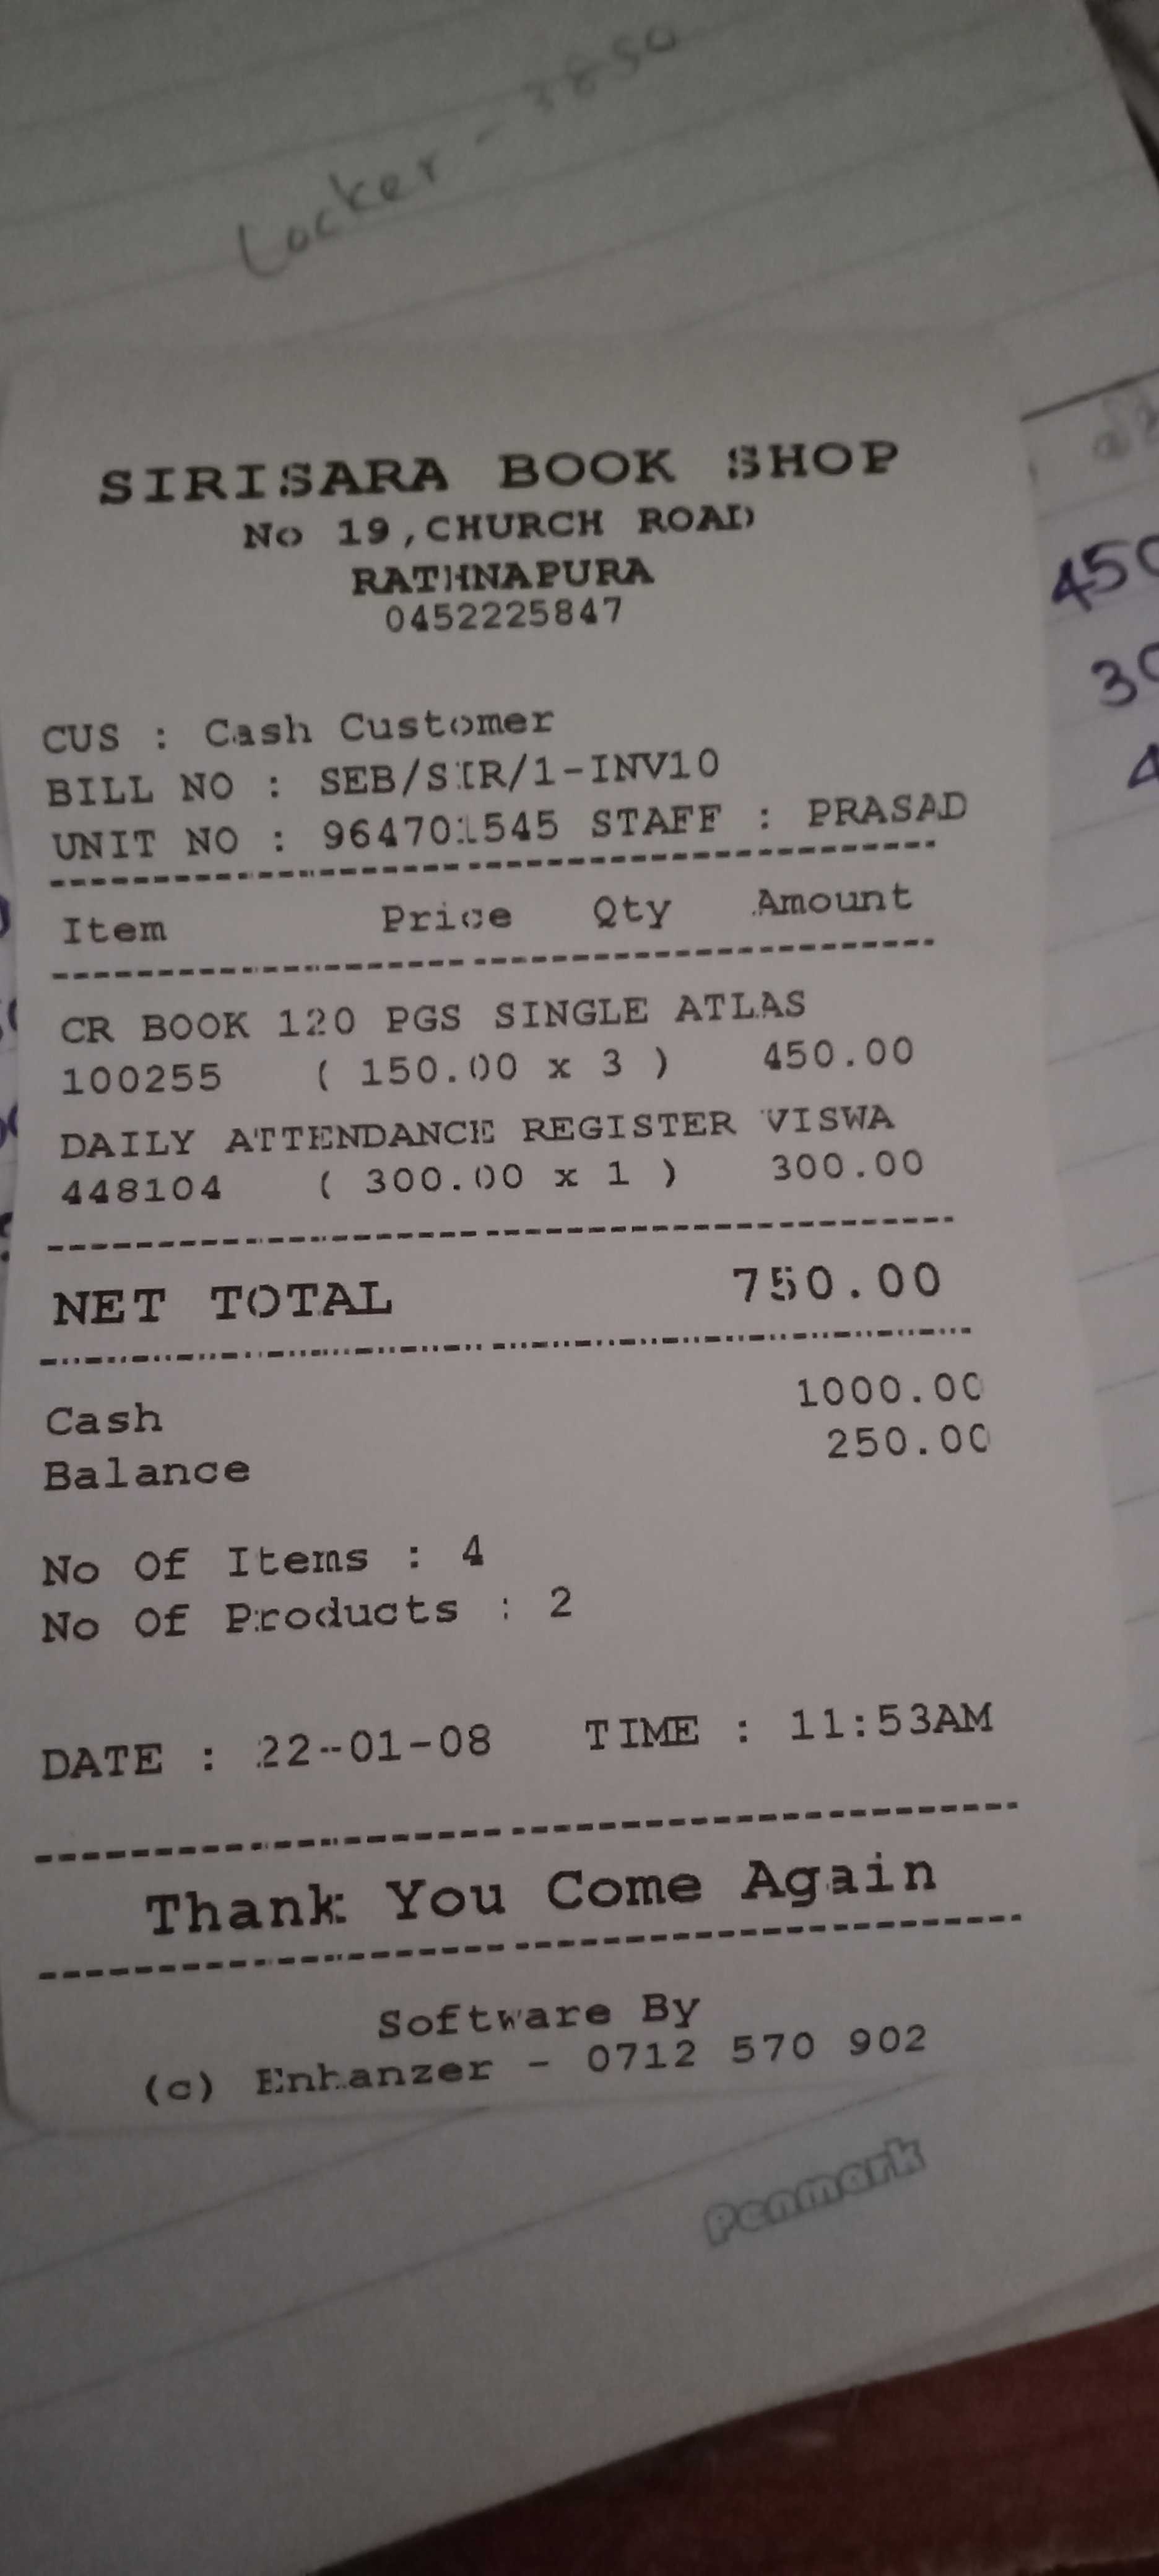 Locker - 3850
SIRISARA BOOK SHOP
No 19,CHURCH ROAD
RATHNAPURA
0452225847
CUS : Cash Customer
BILL NO : SEB/SIR/1-INV10
UNIT NO : 964701545 STAFF : PRASAD
Item Price Qty Amount
CR BOOK 120 PGS SINGLE ATLAS
100255 ( 150.00 x 3 ) 450.00
DAILY ATTENDANCE REGISTER VISWA
448104 ( 300.00 x 1 ) 300.00
NET TOTAL 750.00
Cash 1000.00
Balance 250.00
No Of Items : 4
No Of Products : 2
DATE : 22-01-08 TIME : 11:53AM
Thank You Come Again
Software By
(c) Enhanzer - 0712 570 902
Penmark
450
30
4